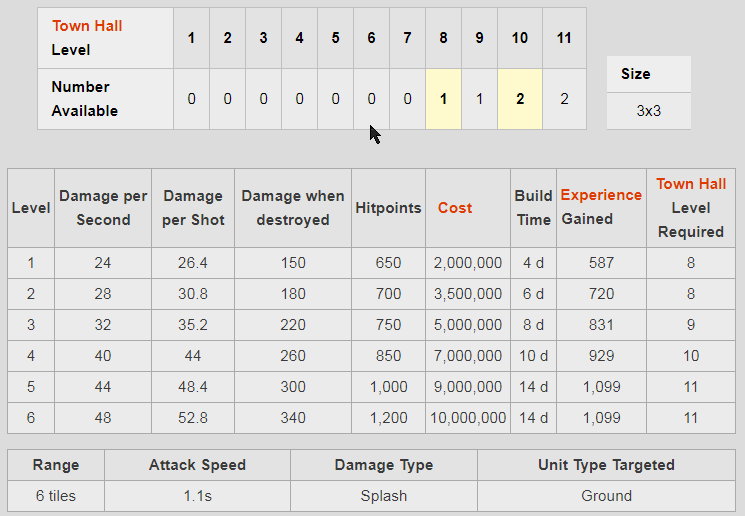 Town Hall Level 1 2 3 4 5 6 7 8 9 10 11
Number Available 0 0 0 0 0 0 0 1 1 2 2
Size
3x3
Level Damage per Second Damage per Shot Damage when destroyed Hitpoints Cost Build Time Experience Gained Town Hall Level Required
1 24 26.4 150 650 2,000,000 4 d 587 8
2 28 30.8 180 700 3,500,000 6 d 720 8
3 32 35.2 220 750 5,000,000 8 d 831 9
4 40 44 260 850 7,000,000 10 d 929 10
5 44 48.4 300 1,000 9,000,000 14 d 1,099 11
6 48 52.8 340 1,200 10,000,000 14 d 1,099 11
Range Attack Speed Damage Type Unit Type Targeted
6 tiles 1.1s Splash Ground